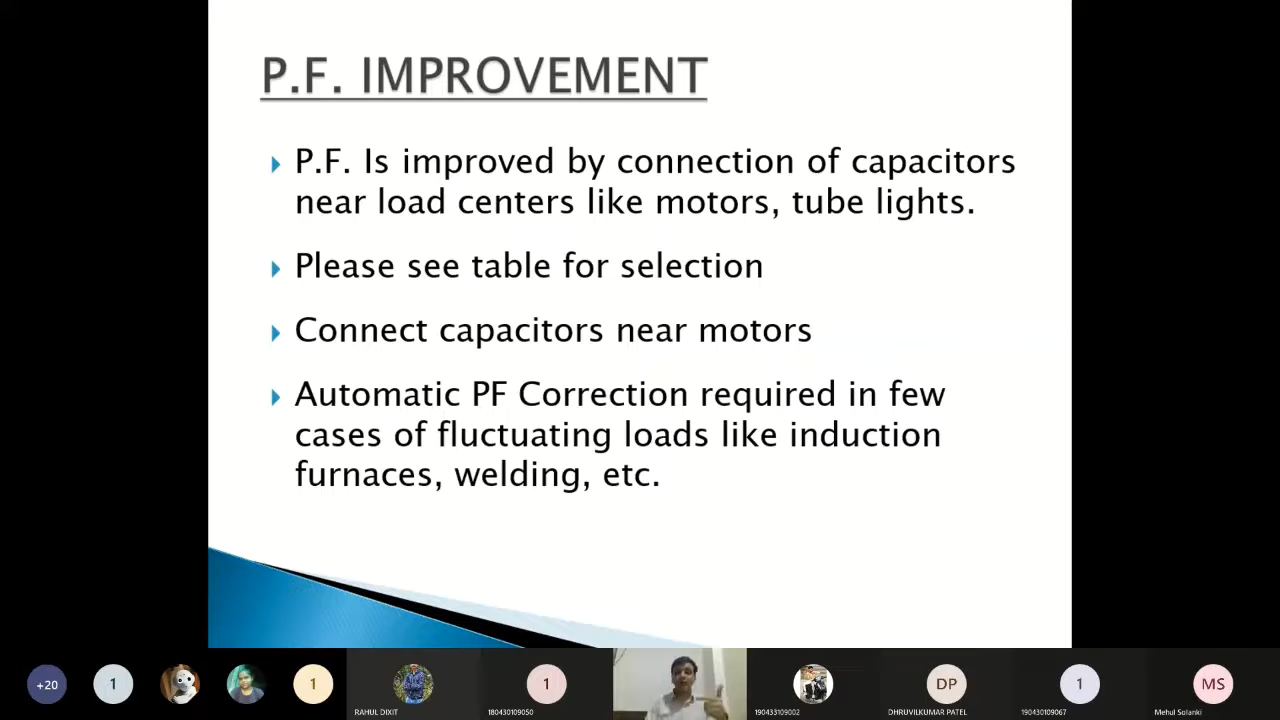 P.F. IMPROVEMENT
P.F. Is improved by connection of capacitors
near load centers like motors, tube lights.
Please see table for selection
Connect capacitors near motors
Automatic PF Correction required in few
cases of fluctuating loads like induction
furnaces, welding, etc.
+20
1
1
1
DP
1
MS
RAHUL DIXIT
180430109050
190433109002
DHRUVILKUMAR PATEL
190430109067
Mehul Solanki